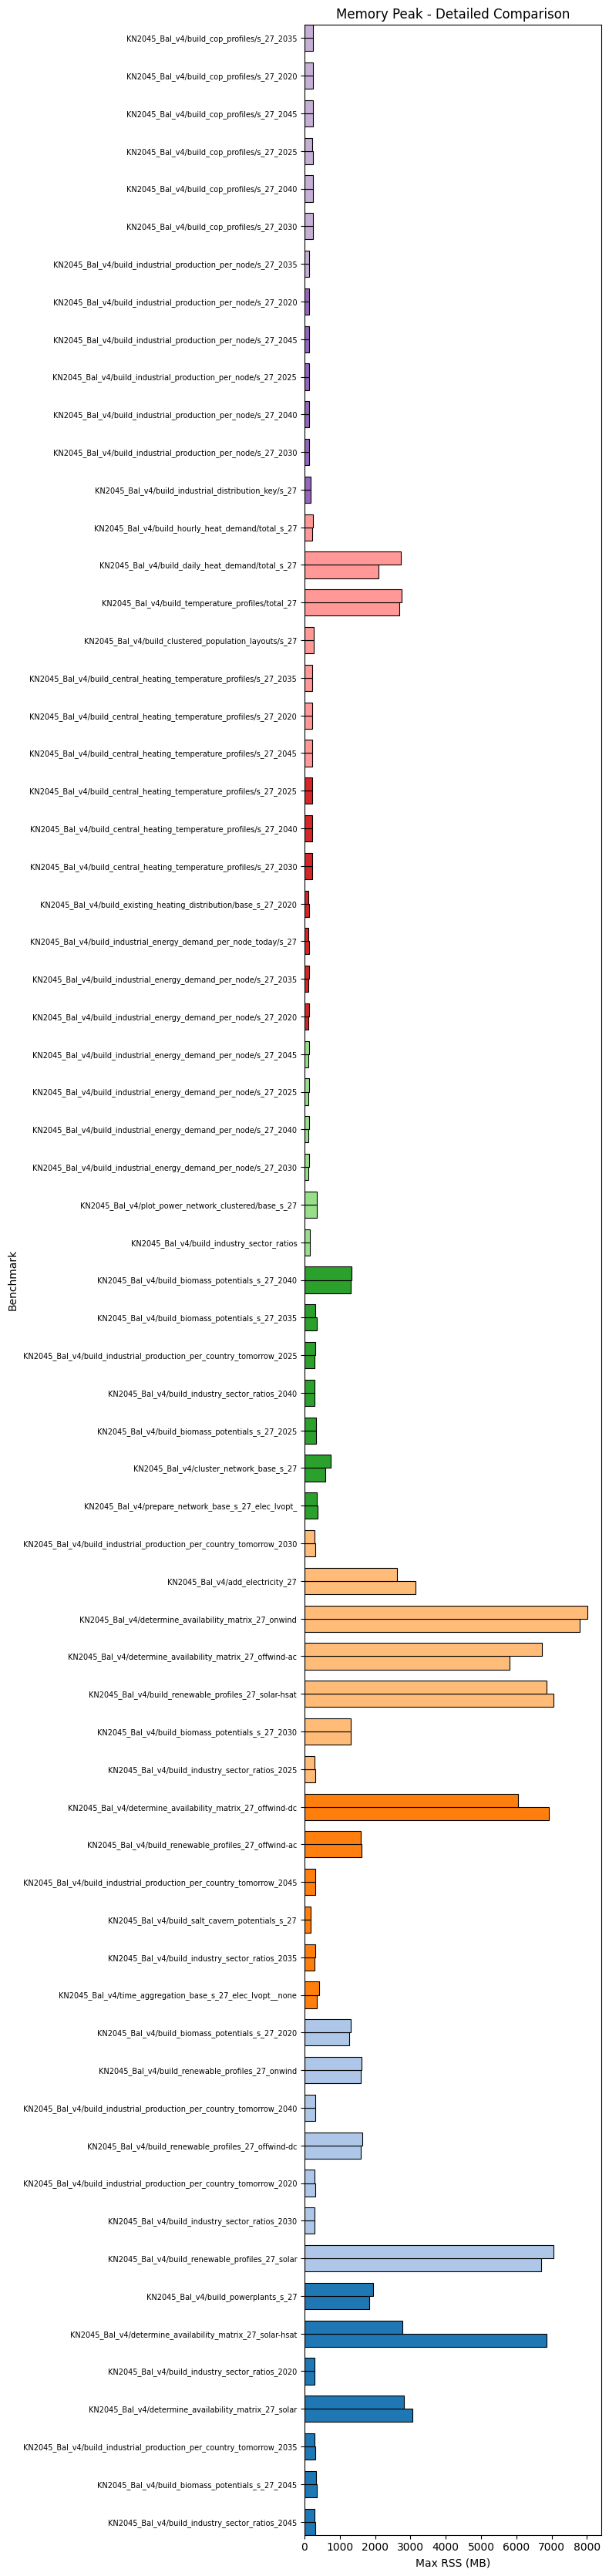 Memory Peak - Detailed Comparison
KN2045_Bal_v4/build_cop_profiles/s_27_2035
KN2045_Bal_v4/build_cop_profiles/s_27_2020
KN2045_Bal_v4/build_cop_profiles/s_27_2045
KN2045_Bal_v4/build_cop_profiles/s_27_2025
KN2045_Bal_v4/build_cop_profiles/s_27_2040
KN2045_Bal_v4/build_cop_profiles/s_27_2030
KN2045_Bal_v4/build_industrial_production_per_node/s_27_2035
KN2045_Bal_v4/build_industrial_production_per_node/s_27_2020
KN2045_Bal_v4/build_industrial_production_per_node/s_27_2045
KN2045_Bal_v4/build_industrial_production_per_node/s_27_2025
KN2045_Bal_v4/build_industrial_production_per_node/s_27_2040
KN2045_Bal_v4/build_industrial_production_per_node/s_27_2030
KN2045_Bal_v4/build_industrial_distribution_key/s_27
KN2045_Bal_v4/build_hourly_heat_demand/total_s_27
KN2045_Bal_v4/build_daily_heat_demand/total_s_27
KN2045_Bal_v4/build_temperature_profiles/total_27
KN2045_Bal_v4/build_clustered_population_layouts/s_27
KN2045_Bal_v4/build_central_heating_temperature_profiles/s_27_2035
KN2045_Bal_v4/build_central_heating_temperature_profiles/s_27_2020
KN2045_Bal_v4/build_central_heating_temperature_profiles/s_27_2045
KN2045_Bal_v4/build_central_heating_temperature_profiles/s_27_2025
KN2045_Bal_v4/build_central_heating_temperature_profiles/s_27_2040
KN2045_Bal_v4/build_central_heating_temperature_profiles/s_27_2030
KN2045_Bal_v4/build_existing_heating_distribution/base_s_27_2020
KN2045_Bal_v4/build_industrial_energy_demand_per_node_today/s_27
KN2045_Bal_v4/build_industrial_energy_demand_per_node/s_27_2035
KN2045_Bal_v4/build_industrial_energy_demand_per_node/s_27_2020
KN2045_Bal_v4/build_industrial_energy_demand_per_node/s_27_2045
KN2045_Bal_v4/build_industrial_energy_demand_per_node/s_27_2025
KN2045_Bal_v4/build_industrial_energy_demand_per_node/s_27_2040
KN2045_Bal_v4/build_industrial_energy_demand_per_node/s_27_2030
KN2045_Bal_v4/plot_power_network_clustered/base_s_27
KN2045_Bal_v4/build_industry_sector_ratios
KN2045_Bal_v4/build_biomass_potentials_s_27_2040
KN2045_Bal_v4/build_biomass_potentials_s_27_2035
KN2045_Bal_v4/build_industrial_production_per_country_tomorrow_2025
KN2045_Bal_v4/build_industry_sector_ratios_2040
KN2045_Bal_v4/build_biomass_potentials_s_27_2025
KN2045_Bal_v4/cluster_network_base_s_27
KN2045_Bal_v4/prepare_network_base_s_27_elec_lvopt_
KN2045_Bal_v4/build_industrial_production_per_country_tomorrow_2030
KN2045_Bal_v4/add_electricity_27
KN2045_Bal_v4/determine_availability_matrix_27_onwind
KN2045_Bal_v4/determine_availability_matrix_27_offwind-ac
KN2045_Bal_v4/build_renewable_profiles_27_solar-hsat
KN2045_Bal_v4/build_biomass_potentials_s_27_2030
KN2045_Bal_v4/build_industry_sector_ratios_2025
KN2045_Bal_v4/determine_availability_matrix_27_offwind-dc
KN2045_Bal_v4/build_renewable_profiles_27_offwind-ac
KN2045_Bal_v4/build_industrial_production_per_country_tomorrow_2045
KN2045_Bal_v4/build_salt_cavern_potentials_s_27
KN2045_Bal_v4/build_industry_sector_ratios_2035
KN2045_Bal_v4/time_aggregation_base_s_27_elec_lvopt__none
KN2045_Bal_v4/build_biomass_potentials_s_27_2020
KN2045_Bal_v4/build_renewable_profiles_27_onwind
KN2045_Bal_v4/build_industrial_production_per_country_tomorrow_2040
KN2045_Bal_v4/build_renewable_profiles_27_offwind-dc
KN2045_Bal_v4/build_industrial_production_per_country_tomorrow_2020
KN2045_Bal_v4/build_industry_sector_ratios_2030
KN2045_Bal_v4/build_renewable_profiles_27_solar
KN2045_Bal_v4/build_powerplants_s_27
KN2045_Bal_v4/determine_availability_matrix_27_solar-hsat
KN2045_Bal_v4/build_industry_sector_ratios_2020
KN2045_Bal_v4/determine_availability_matrix_27_solar
KN2045_Bal_v4/build_industrial_production_per_country_tomorrow_2035
KN2045_Bal_v4/build_biomass_potentials_s_27_2045
KN2045_Bal_v4/build_industry_sector_ratios_2045
Benchmark
0 1000 2000 3000 4000 5000 6000 7000 8000
Max RSS (MB)